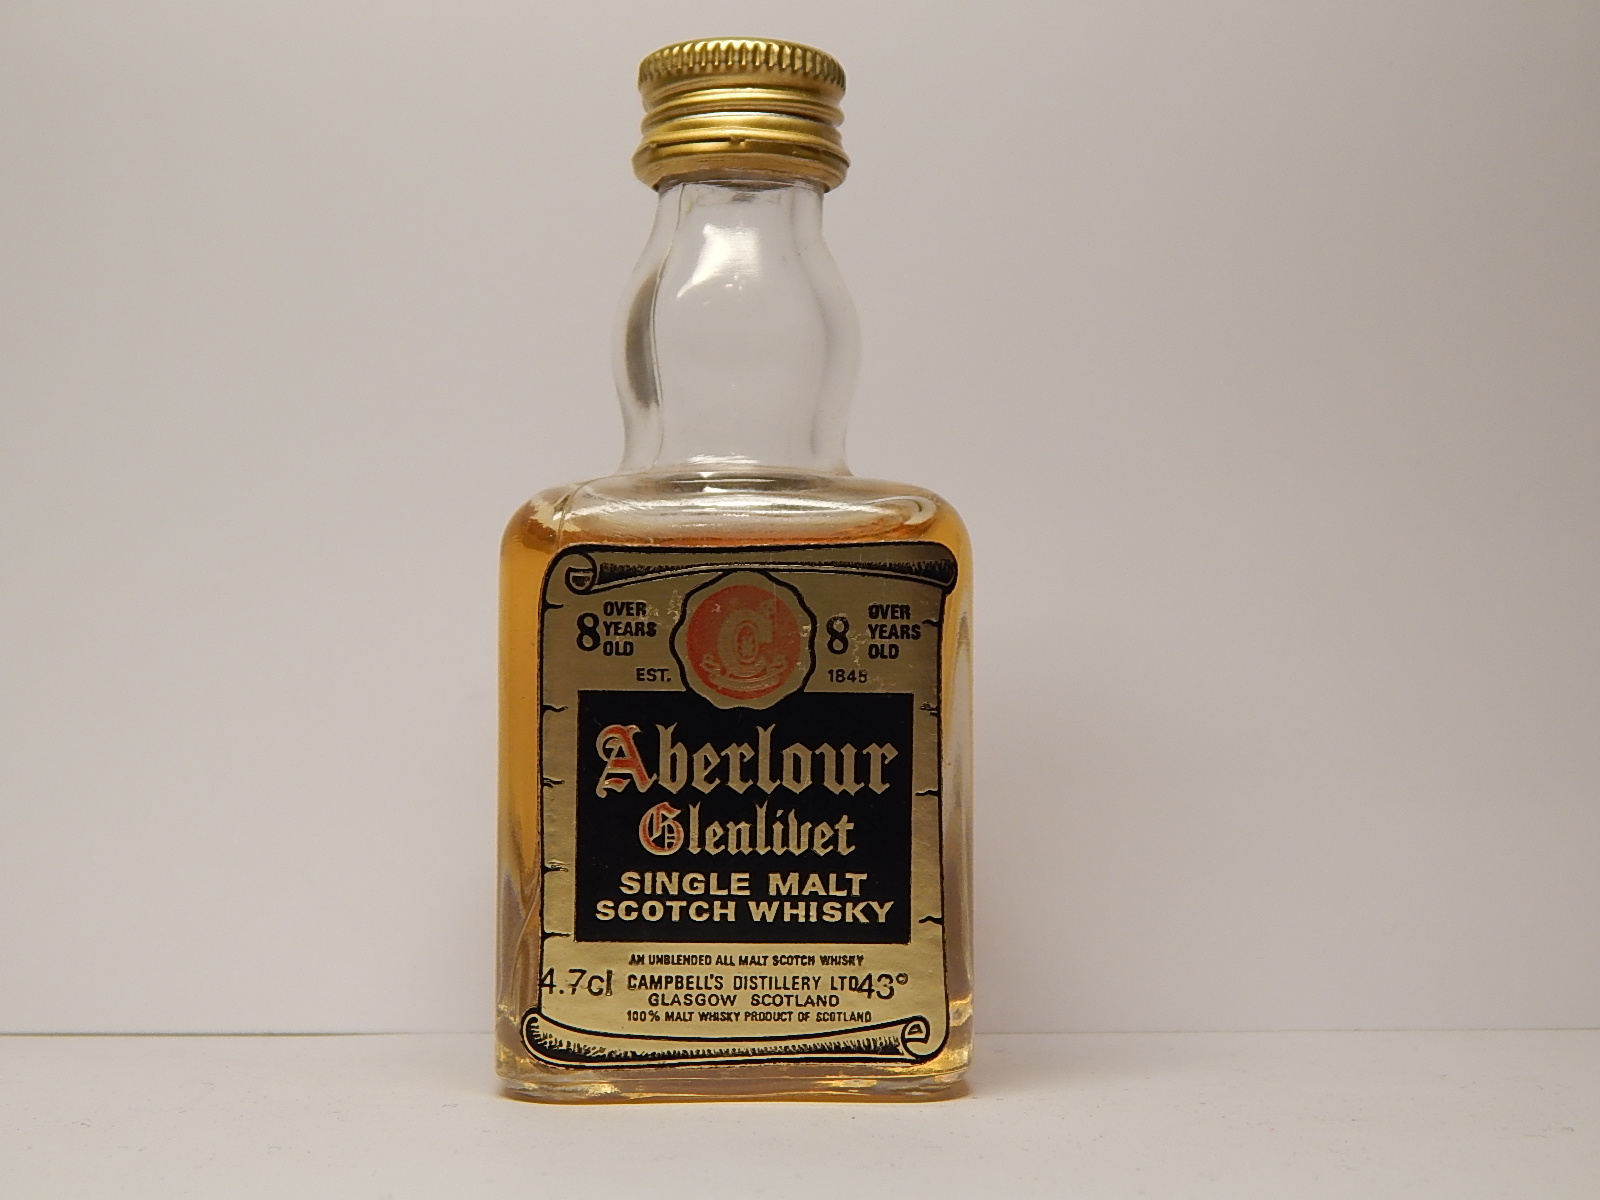 8 OVER YEARS OLD
8 OVER YEARS OLD
EST. 1845
C
Aberlour
Glenlivet
SINGLE MALT
SCOTCH WHISKY
AN UNBLENDED ALL MALT SCOTCH WHISKY
4.7cl CAMPBELL'S DISTILLERY LTD 43°
GLASGOW SCOTLAND
100% MALT WHISKY PRODUCT OF SCOTLAND